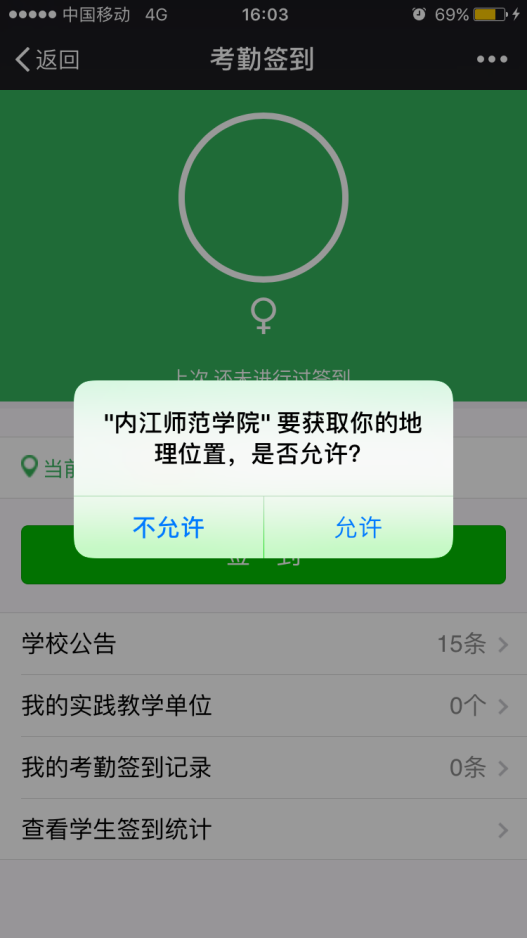 中国移动 4G 16:03 69%
返回 考勤签到
上次 还未进行过签到
"内江师范学院" 要获取你的地
理位置，是否允许?
当前
不允许 允许
签 到
学校公告 15条
我的实践教学单位 0个
我的考勤签到记录 0条
查看学生签到统计